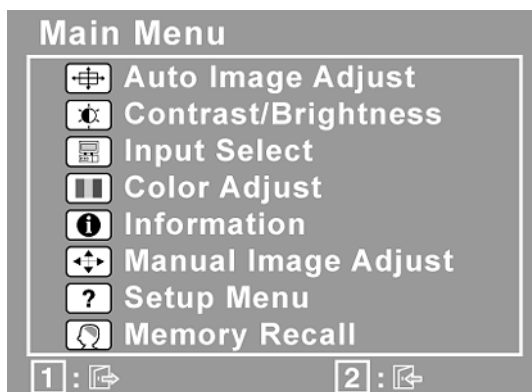 Main Menu
Auto Image Adjust
Contrast/Brightness
Input Select
Color Adjust
Information
Manual Image Adjust
? Setup Menu
Memory Recall
1 : 2 :